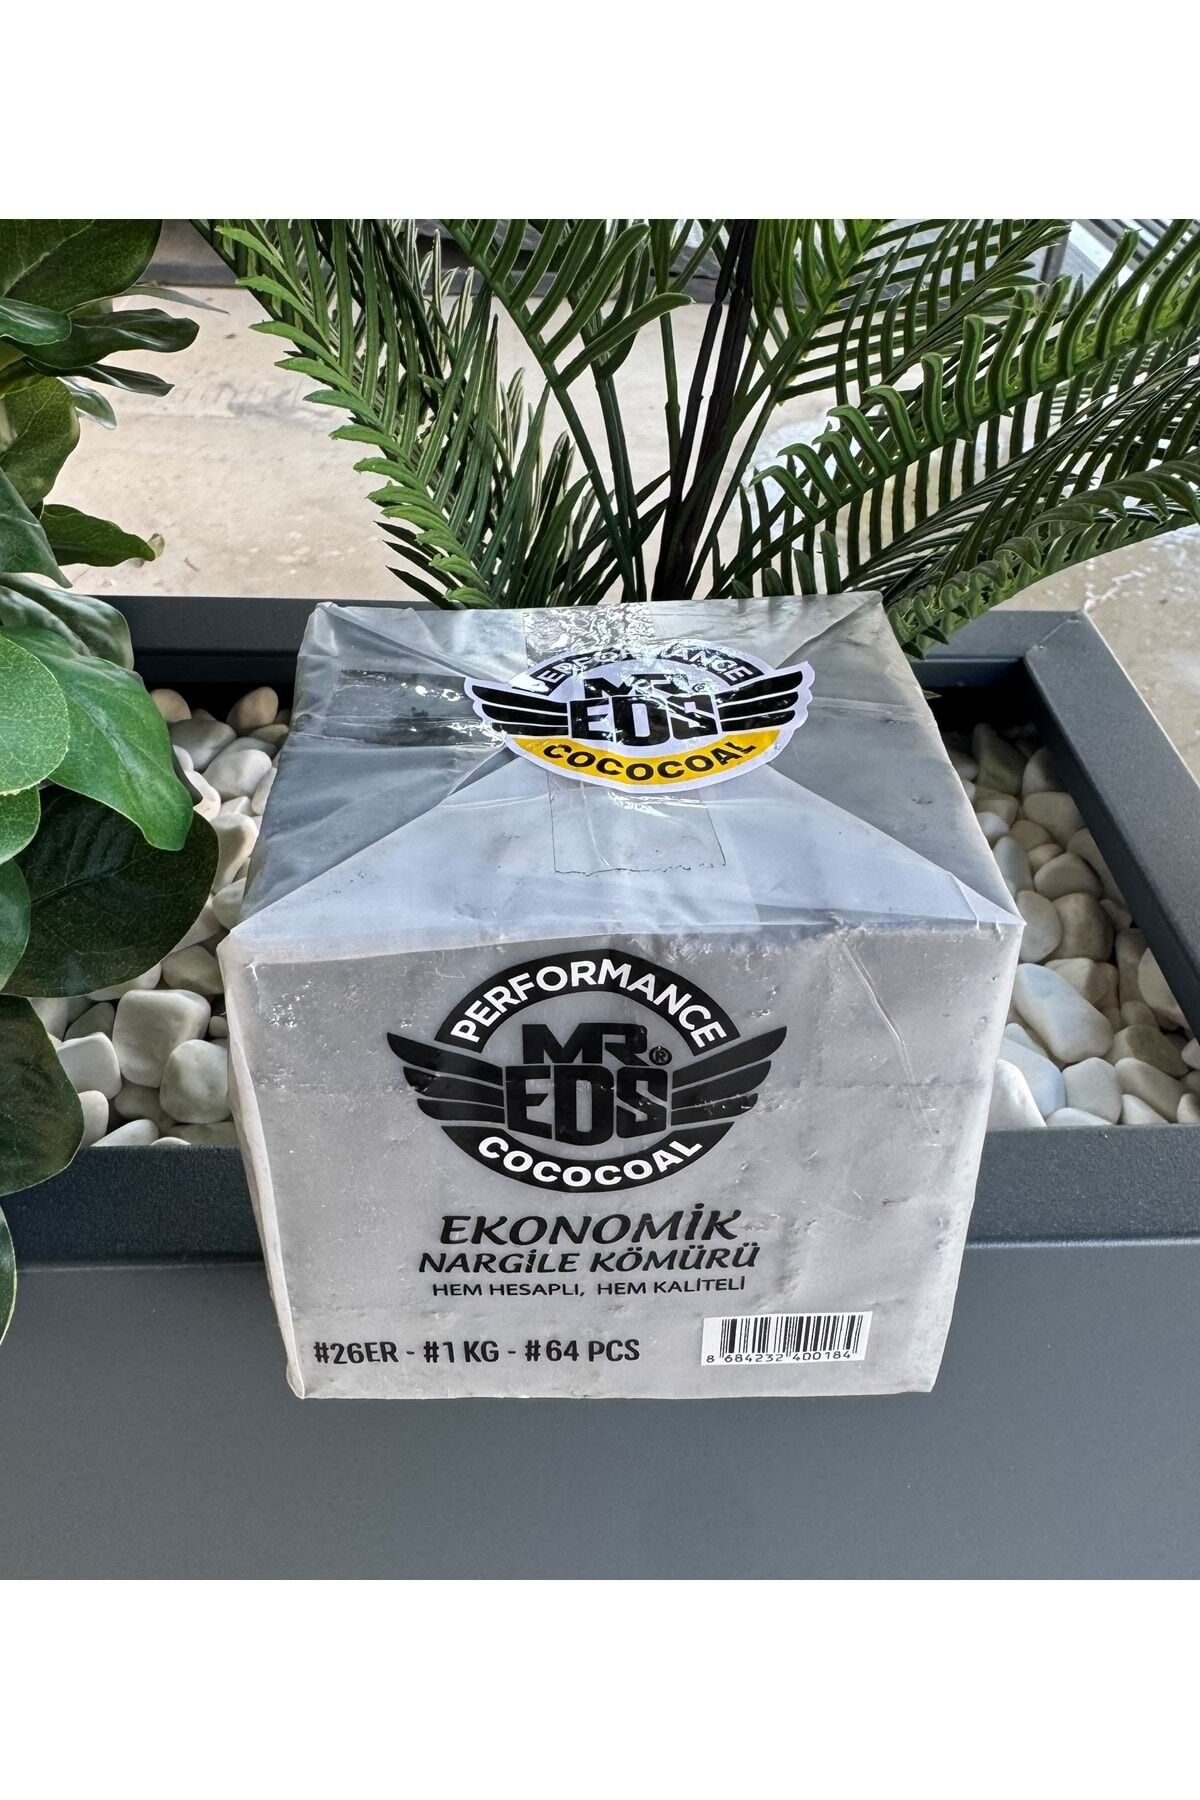 PERFORMANCE
MR
EDS
COCOCOAL
PERFORMANCE
MR®
EDS
COCOCOAL
EKONOMİK
NARGİLE KÖMÜRÜ
HEM HESAPLI, HEM KALİTELİ
#26ER - #1 KG - #64 PCS
8 684232 400184